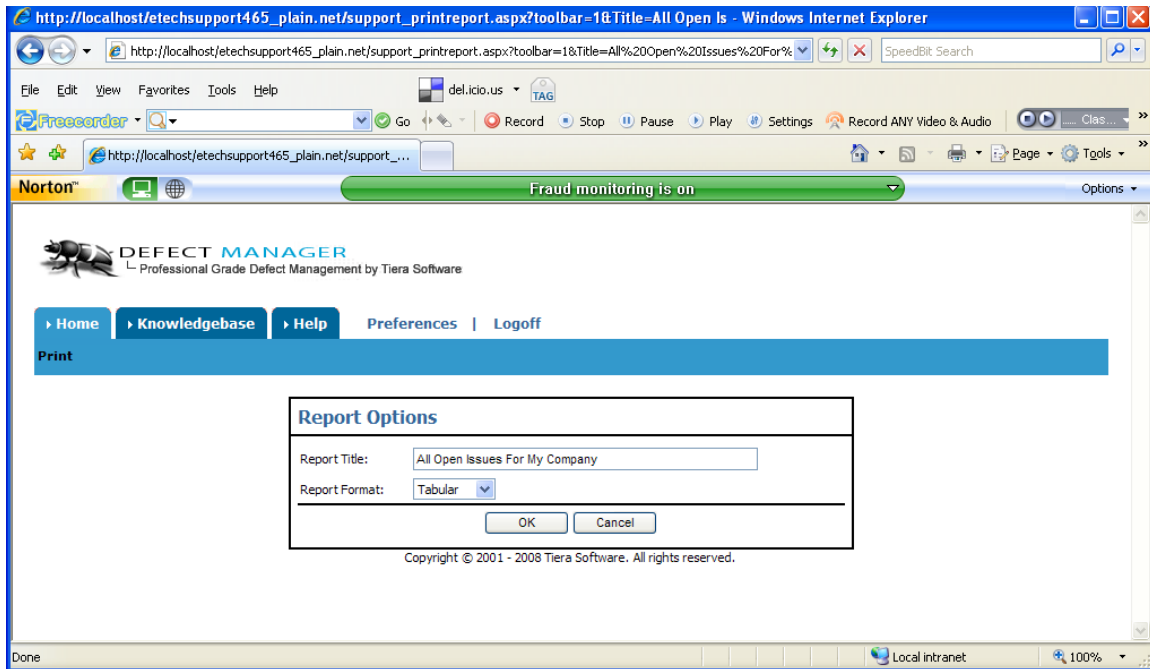 http://localhost/etechsupport465_plain.net/support_printreport.aspx?toolbar=1&Title=All Open Is - Windows Internet Explorer
http://localhost/etechsupport465_plain.net/support_printreport.aspx?toolbar=1&Title=All%20Open%20Issues%20For% SpeedBit Search
File Edit View Favorites Tools Help del.icio.us TAG
Freecorder Go Record Stop Pause Play Settings Record ANY Video & Audio ..... Clas... »
http://localhost/etechsupport465_plain.net/support_... Page Tools »
Norton™ Fraud monitoring is on Options
DEFECT MANAGER
Professional Grade Defect Management by Tiera Software
Home Knowledgebase Help Preferences | Logoff
Print
Report Options
Report Title: All Open Issues For My Company
Report Format: Tabular
OK Cancel
Copyright © 2001 - 2008 Tiera Software. All rights reserved.
Done Local intranet 100%